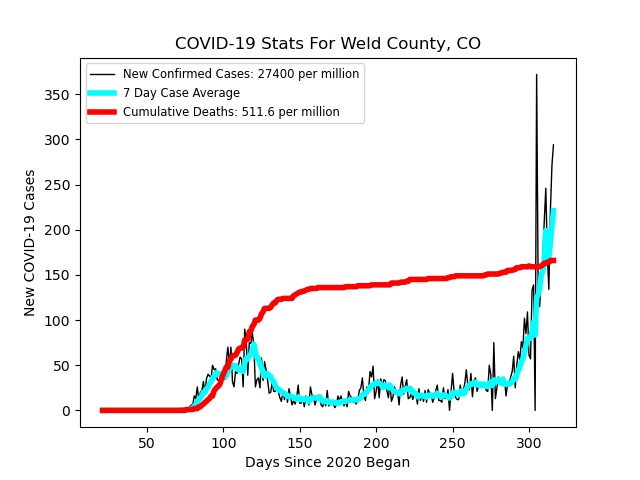 COVID-19 Stats For Weld County, CO
New Confirmed Cases: 27400 per million
7 Day Case Average
Cumulative Deaths: 511.6 per million
New COVID-19 Cases
350
300
250
200
150
100
50
0
50 100 150 200 250 300
Days Since 2020 Began